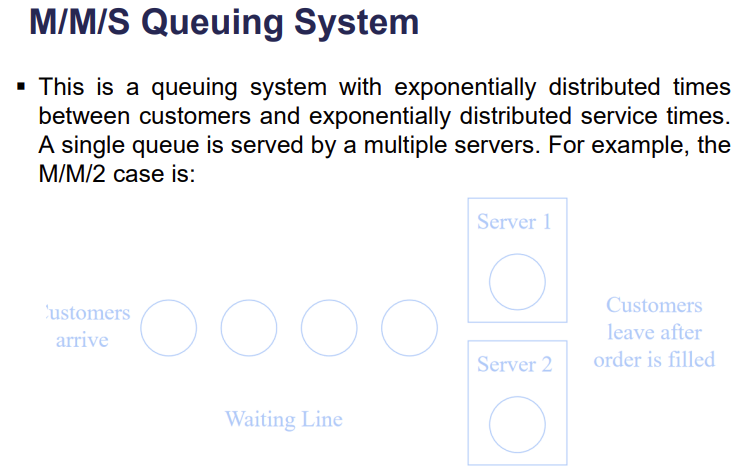 M/M/S Queuing System
▪ This is a queuing system with exponentially distributed times
between customers and exponentially distributed service times.
A single queue is served by a multiple servers. For example, the
M/M/2 case is:
Server 1
ustomers
arrive
Customers
leave after
order is filled
Server 2
Waiting Line